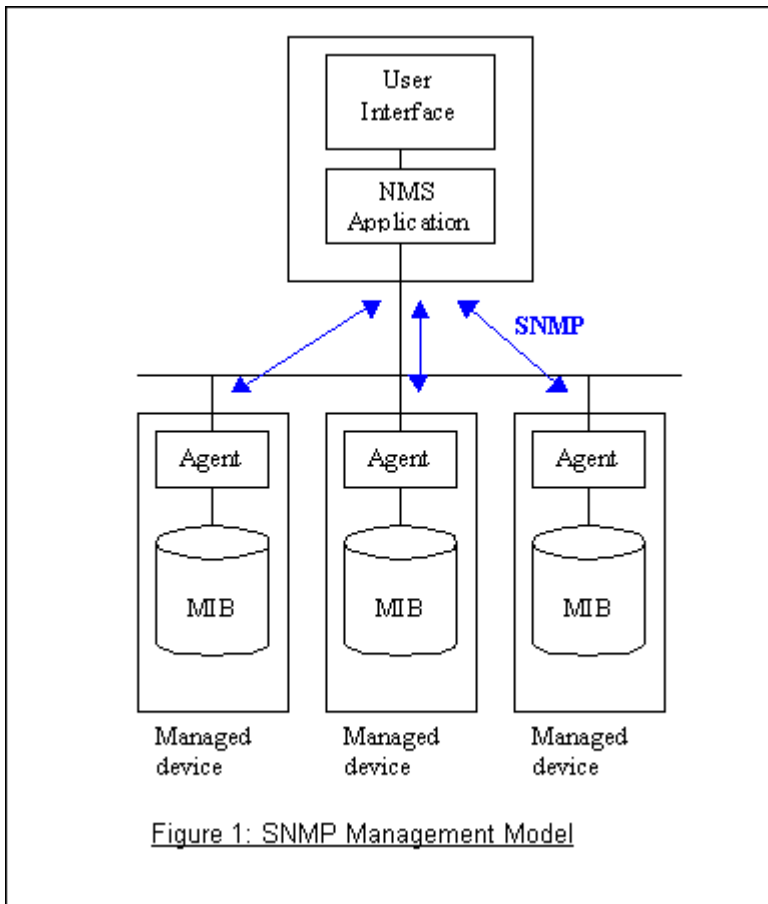 User
Interface
NMS
Application
SNMP
Agent
Agent
Agent
MIB
MIB
MIB
Managed
device
Managed
device
Managed
device
Figure 1: SNMP Management Model